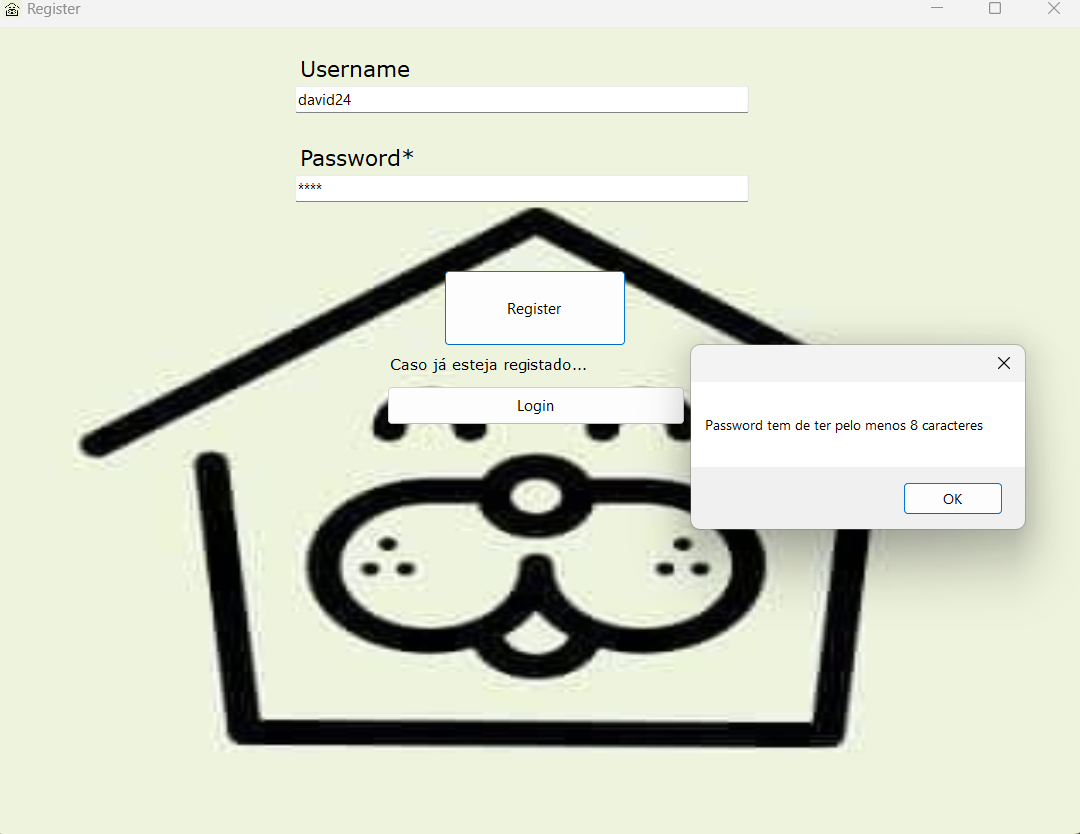 Register
Username
david24
Password*
****
Register
Caso já esteja registado...
Login
Password tem de ter pelo menos 8 caracteres
OK